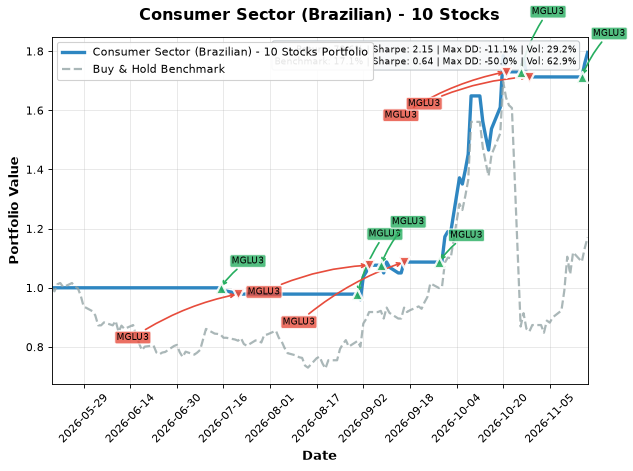 Consumer Sector (Brazilian) - 10 Stocks
MGLU3
MGLU3
Consumer Sector (Brazilian) - 10 Stocks Portfolio
Buy & Hold Benchmark
Sharpe: 2.15 | Max DD: -11.1% | Vol: 29.2%
Benchmark: 17.1% | Sharpe: 0.64 | Max DD: -50.0% | Vol: 62.9%
MGLU3
MGLU3
MGLU3
MGLU3
MGLU3
MGLU3
MGLU3
MGLU3
MGLU3
Portfolio Value
1.8
1.6
1.4
1.2
1.0
0.8
2026-05-29
2026-06-14
2026-06-30
2026-07-16
2026-08-01
2026-08-17
2026-09-02
2026-09-18
2026-10-04
2026-10-20
2026-11-05
Date